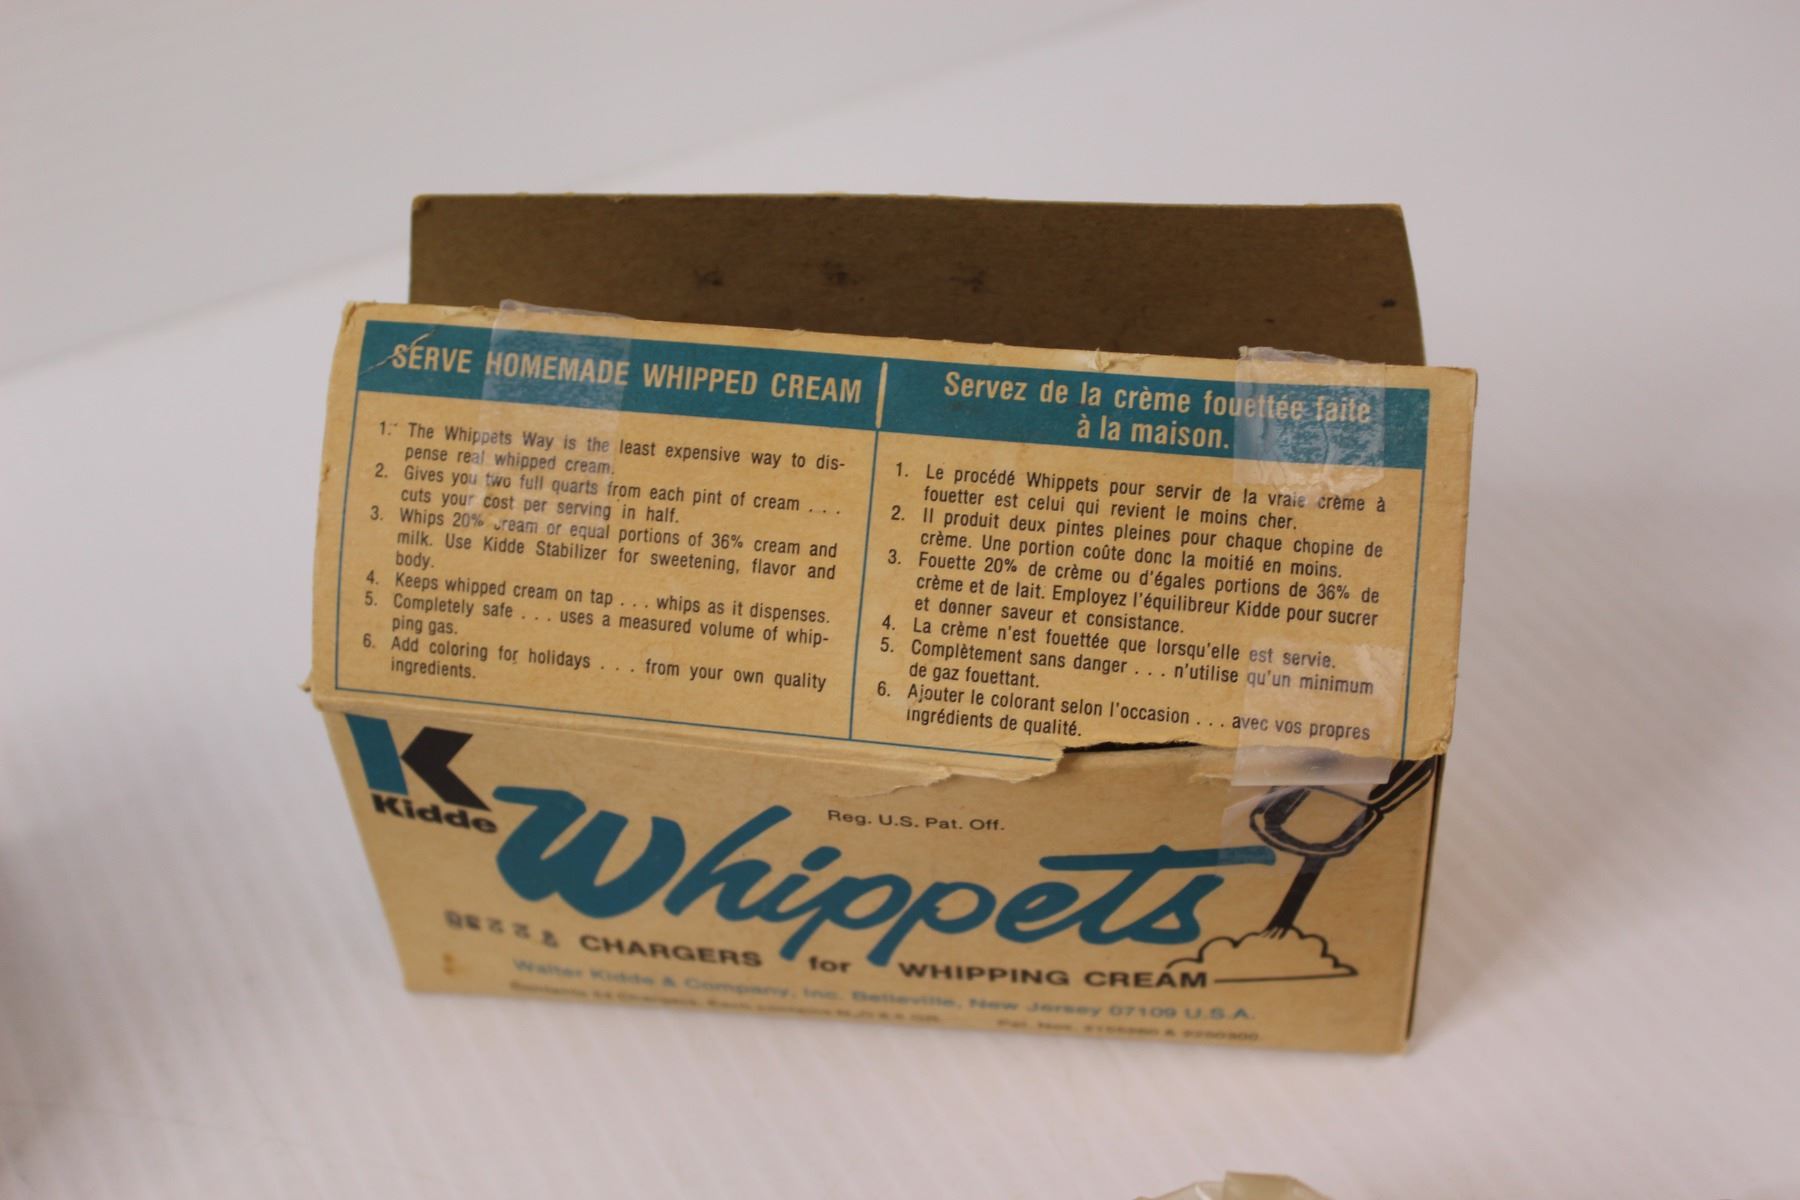 SERVE HOMEMADE WHIPPED CREAM
1. The Whippets Way is the least expensive way to dis-
pense real whipped cream.
2. Gives you two full quarts from each pint of cream . . .
cuts your cost per serving in half.
3. Whips 20% cream or equal portions of 36% cream and
milk. Use Kidde Stabilizer for sweetening, flavor and
body.
4. Keeps whipped cream on tap . . . whips as it dispenses.
5. Completely safe . . . uses a measured volume of whip-
ping gas.
6. Add coloring for holidays . . . from your own quality
ingredients.
Servez de la crème fouettée faite
à la maison.
1. Le procédé Whippets pour servir de la vraie crème à
fouetter est celui qui revient le moins cher.
2. Il produit deux pintes pleines pour chaque chopine de
crème. Une portion coûte donc la moitié en moins.
3. Fouette 20% de crème ou d'égales portions de 36% de
crème et de lait. Employez l'équilibreur Kidde pour sucrer
et donner saveur et consistance.
4. La crème n'est fouettée que lorsqu'elle est servie.
5. Complètement sans danger . . . n'utilise qu'un minimum
de gaz fouettant.
6. Ajouter le colorant selon l'occasion . . . avec vos propres
ingrédients de qualité.
K
Kidde
Reg. U.S. Pat. Off.
Whippets
CHARGERS for WHIPPING CREAM
Walter Kidde & Company, Inc. Belleville, New Jersey 07109 U.S.A.
Chargers. Each contains